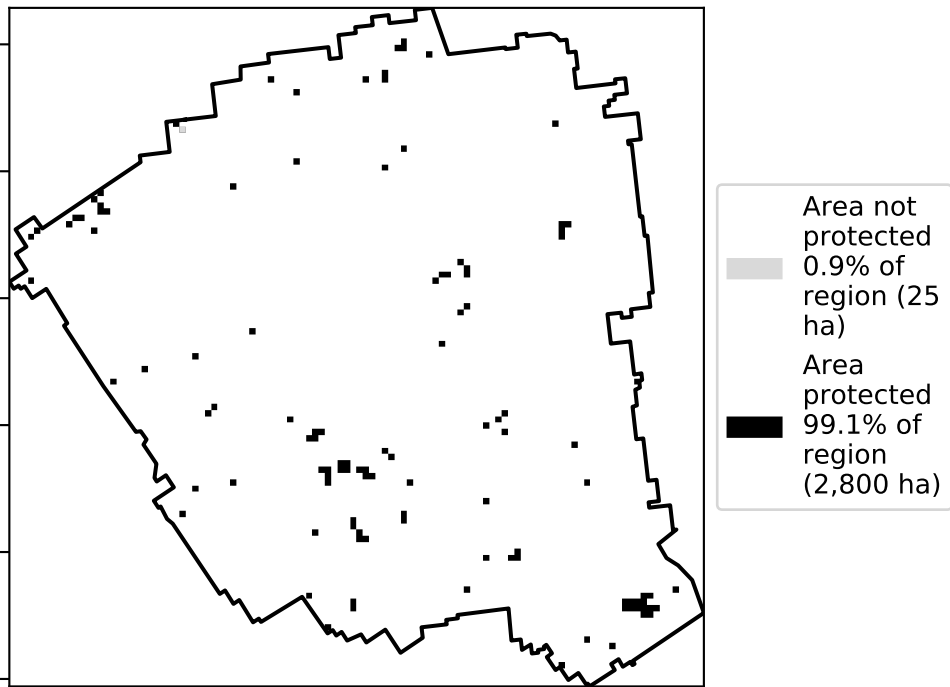 Area not
protected
0.9% of
region (25
ha)
Area
protected
99.1% of
region
(2,800 ha)